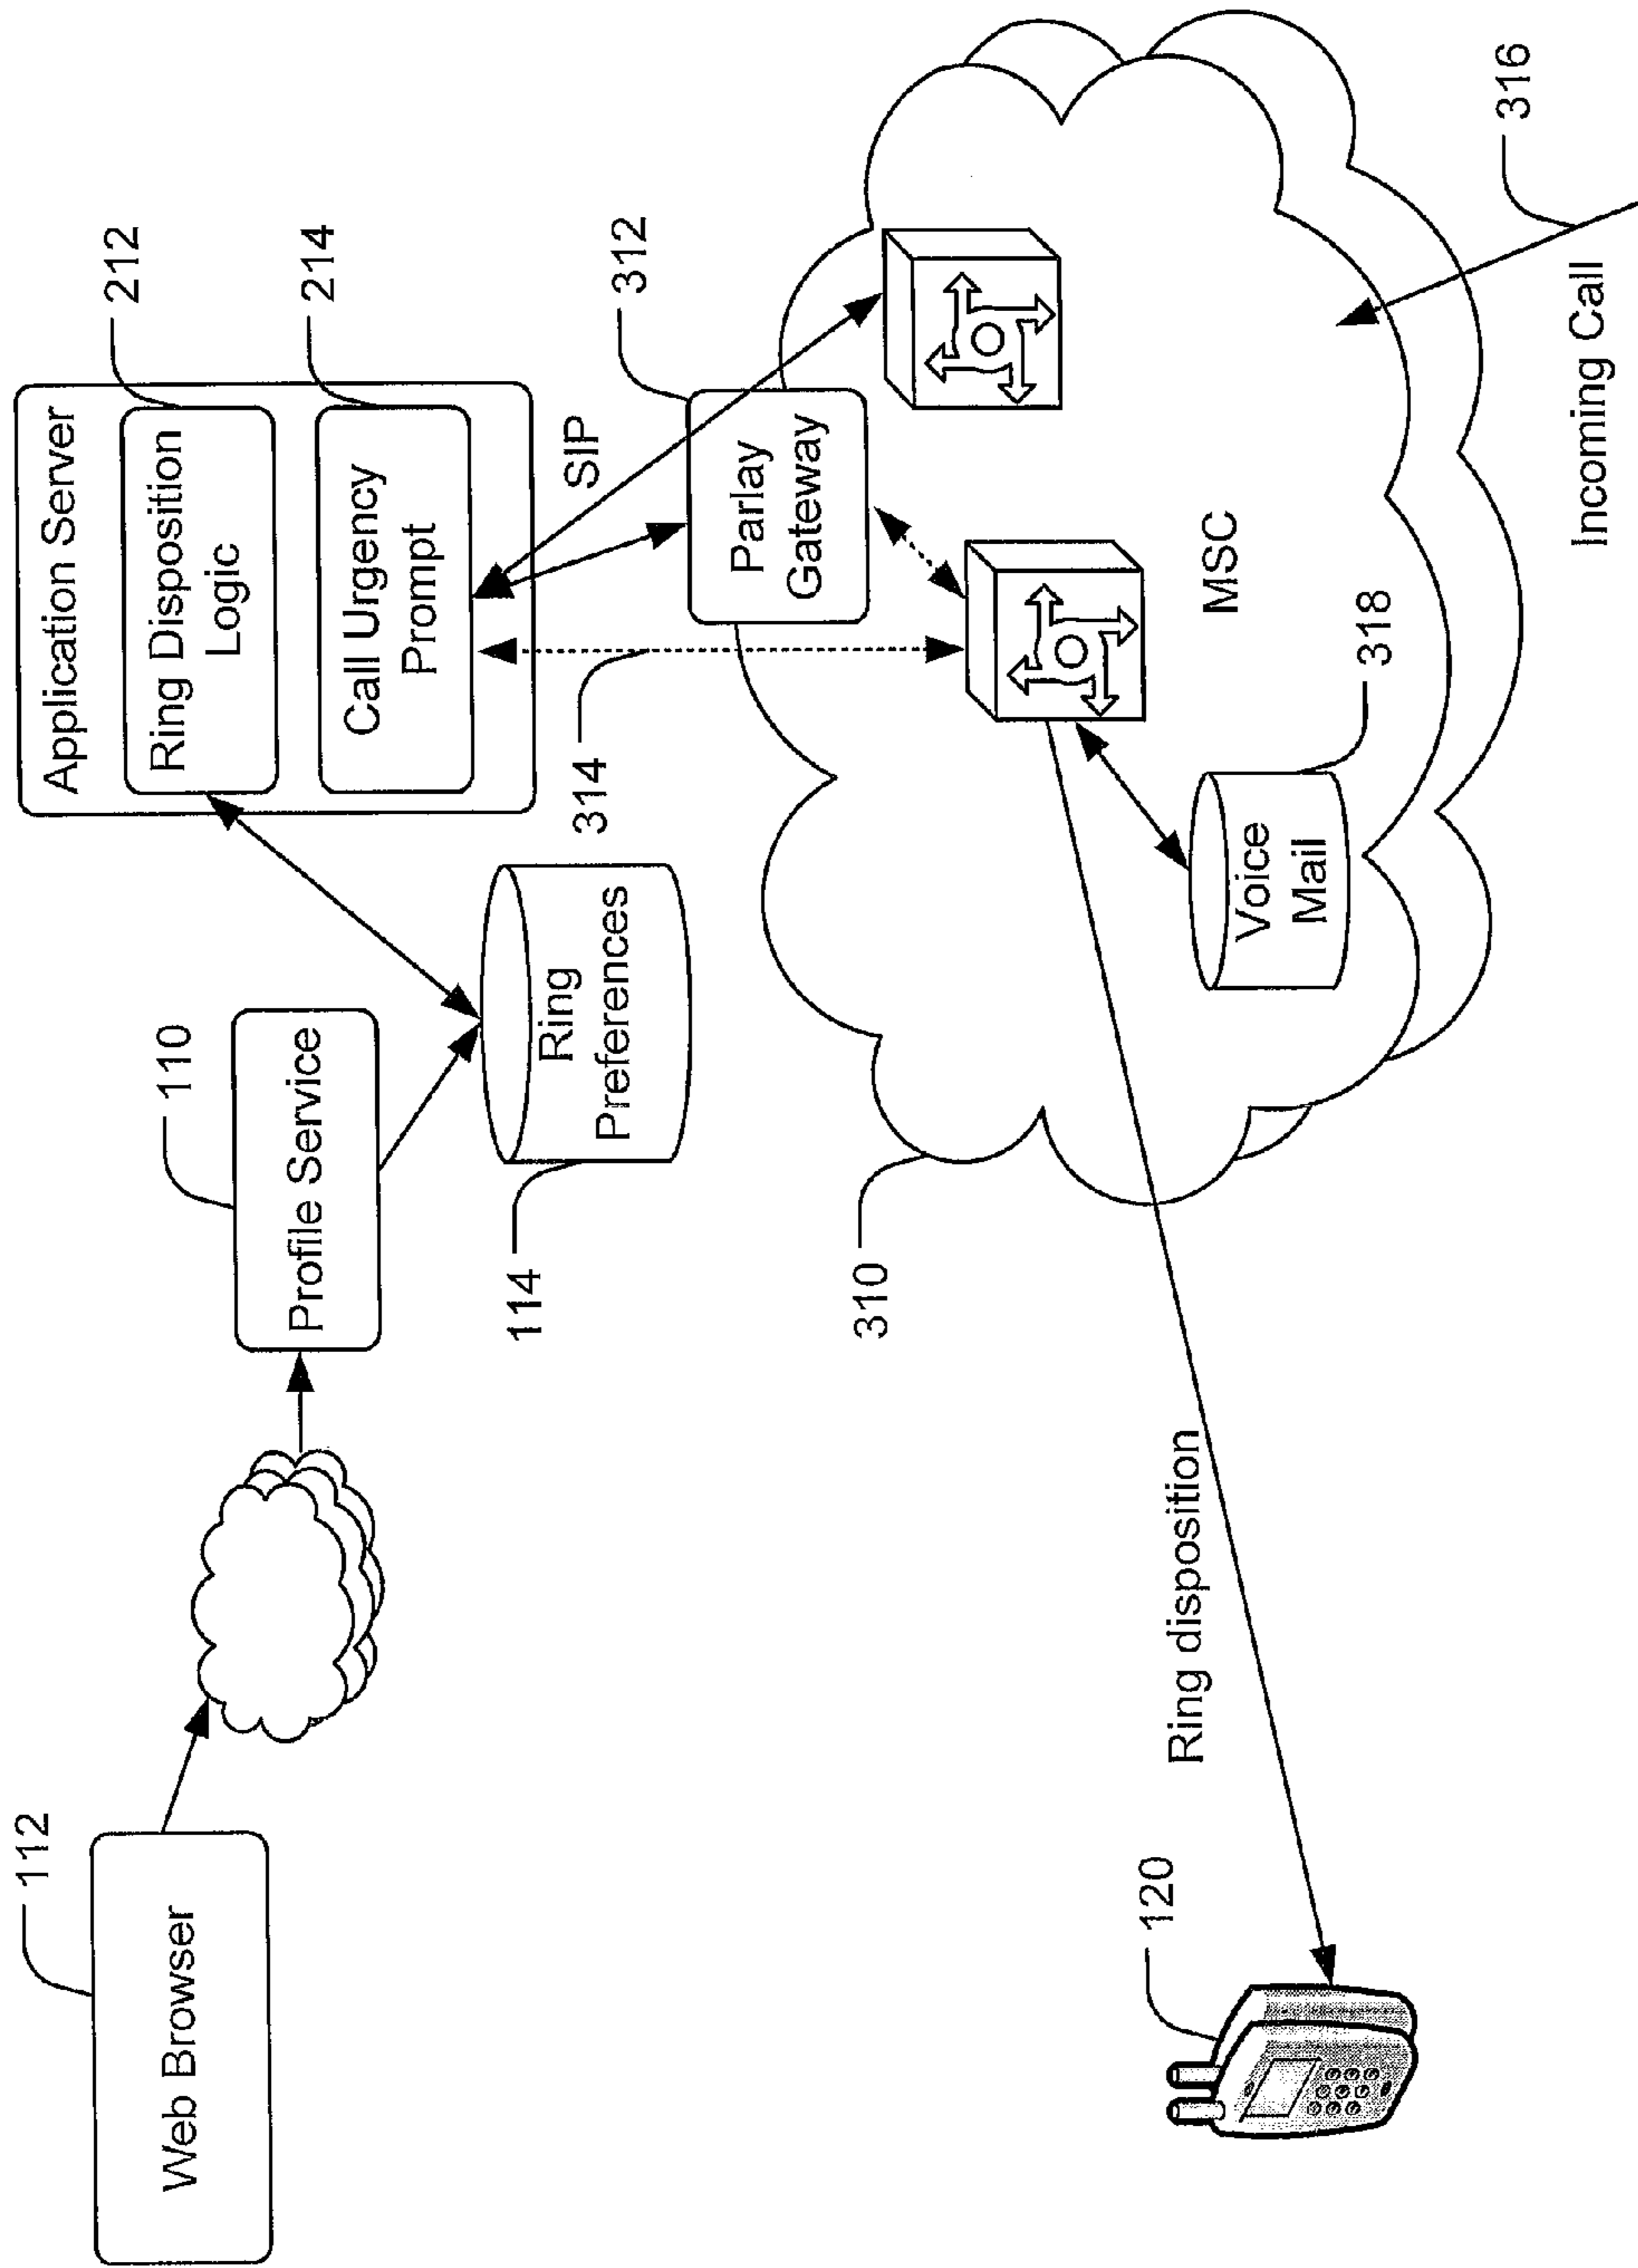 112
Web Browser
110
Profile Service
114
Ring
Preferences
Application Server
212
Ring Disposition
Logic
214
Call Urgency
Prompt
SIP
314
312
Parlay
Gateway
310
MSC
318
Voice
Mail
316
Incoming Call
Ring disposition
120